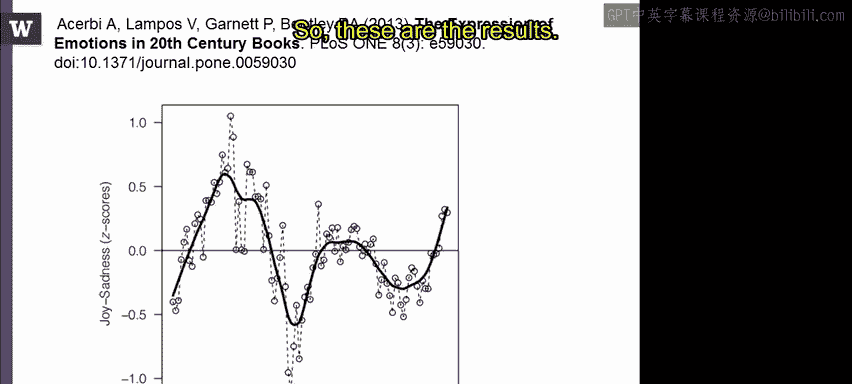 W
GPT中英字幕课程资源@bilibili.com
Acerbi A, Lampos V, Garnett P, RA (2013) The Expression of
So, these are the results.
Emotions in 20th Century Books. PLoS ONE 8(3): e59030.
doi:10.1371/journal.pone.0059030
1.0
0.5
0.0
-0.5
-1.0
Joy-Sadness (z-scores)